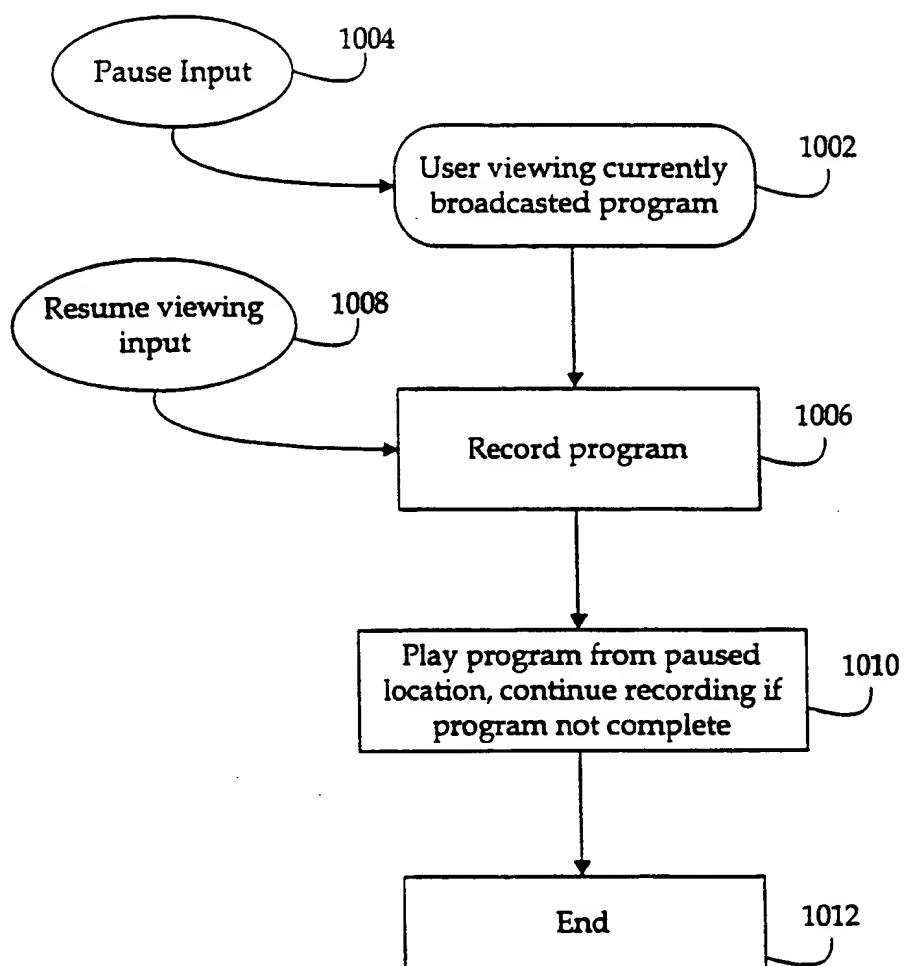 1004
Pause Input
1002
User viewing currently
broadcasted program
1008
Resume viewing
input
1006
Record program
1010
Play program from paused
location, continue recording if
program not complete
End
1012